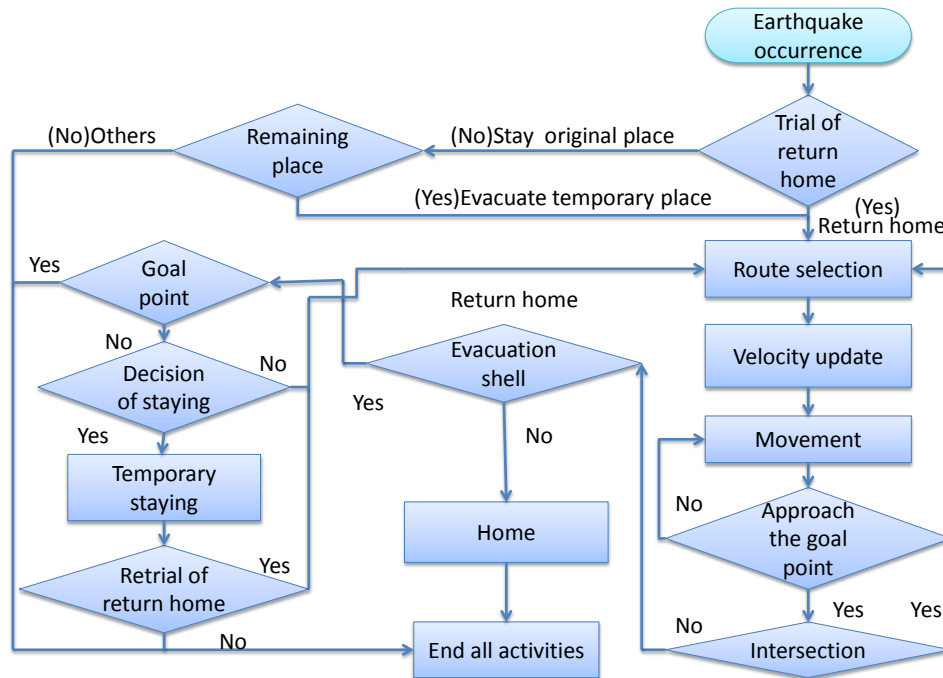 Earthquake
occurrence
Trial of
return
home
(No)Stay original place
Remaining
place
(No)Others
(Yes)Evacuate temporary place
(Yes)
Return home
Route selection
Velocity update
Movement
No
Approach
the goal
point
Yes
Yes
Intersection
No
Return home
Evacuation
shell
Yes
No
Home
End all activities
Yes
Goal
point
No
Decision
of staying
No
Yes
Temporary
staying
Retrial of
return home
Yes
No